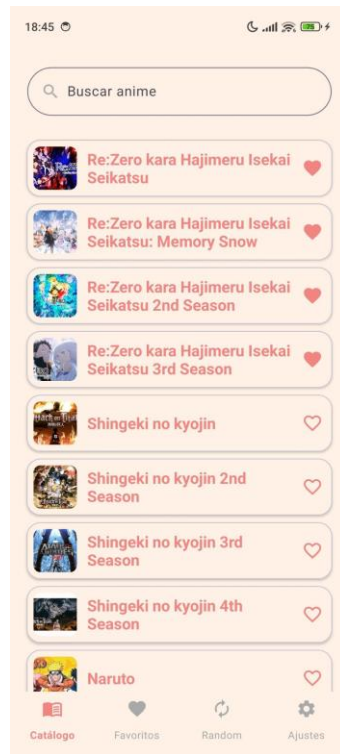 18:45
75
Buscar anime
Re:Zero kara Hajimeru Isekai
Seikatsu
Re:Zero kara Hajimeru Isekai
Seikatsu: Memory Snow
Re:Zero kara Hajimeru Isekai
Seikatsu 2nd Season
Re:Zero kara Hajimeru Isekai
Seikatsu 3rd Season
Shingeki no kyojin
Shingeki no kyojin 2nd
Season
Shingeki no kyojin 3rd
Season
Shingeki no kyojin 4th
Season
Naruto
Catálogo
Favoritos
Random
Ajustes